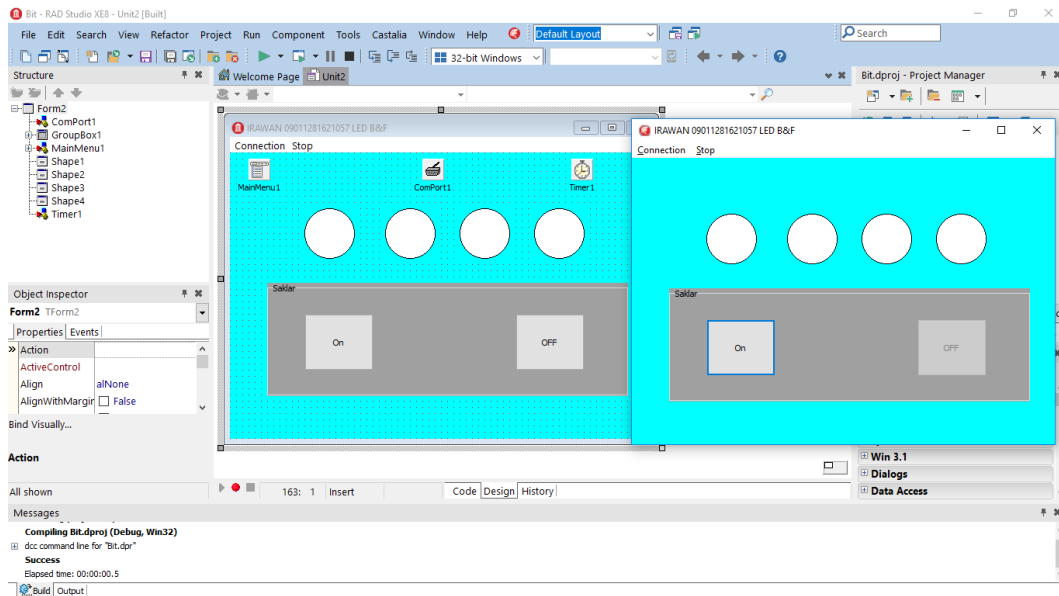 Bit - RAD Studio XE8 - Unit2 [Built]
File Edit Search View Refactor Project Run Component Tools Castalia Window Help Default Layout Search
32-bit Windows
Structure
Welcome Page Unit2
Bit.dproj - Project Manager
Form2
ComPort1
GroupBox1
MainMenu1
Shape1
Shape2
Shape3
Shape4
Timer1
IRAWAN 09011281621057 LED B&F
Connection Stop
MainMenu1 ComPort1 Timer1
Saklar
On OFF
IRAWAN 09011281621057 LED B&F
Connection Stop
Saklar
On OFF
Object Inspector
Form2 TForm2
Properties Events
Action
ActiveControl
Align alNone
AlignWithMargir False
Bind Visually...
Action
All shown
163: 1 Insert
Code Design History
Win 3.1
Dialogs
Data Access
Messages
Compiling Bit.dproj (Debug, Win32)
dcc command line for "Bit.dpr"
Success
Elapsed time: 00:00:00.5
Build Output